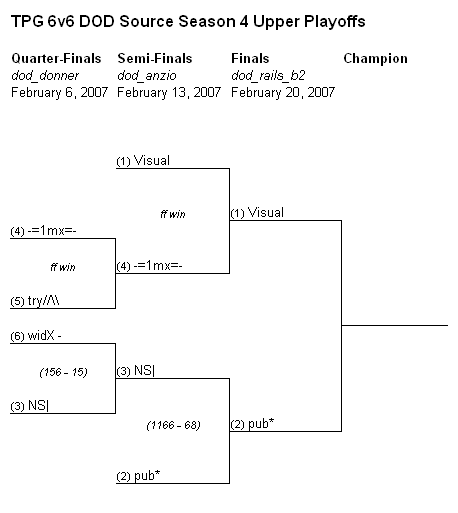 TPG 6v6 DOD Source Season 4 Upper Playoffs
Quarter-Finals Semi-Finals Finals Champion
dod_donner dod_anzio dod_rails_b2
February 6, 2007 February 13, 2007 February 20, 2007
(1) Visual
ff win (1) Visual
(4) -=1mx=-
ff win (4) -=1mx=-
(5) try//\\
(6) widX -
(156 - 15) (3) NS|
(3) NS|
(1166 - 68) (2) pub*
(2) pub*